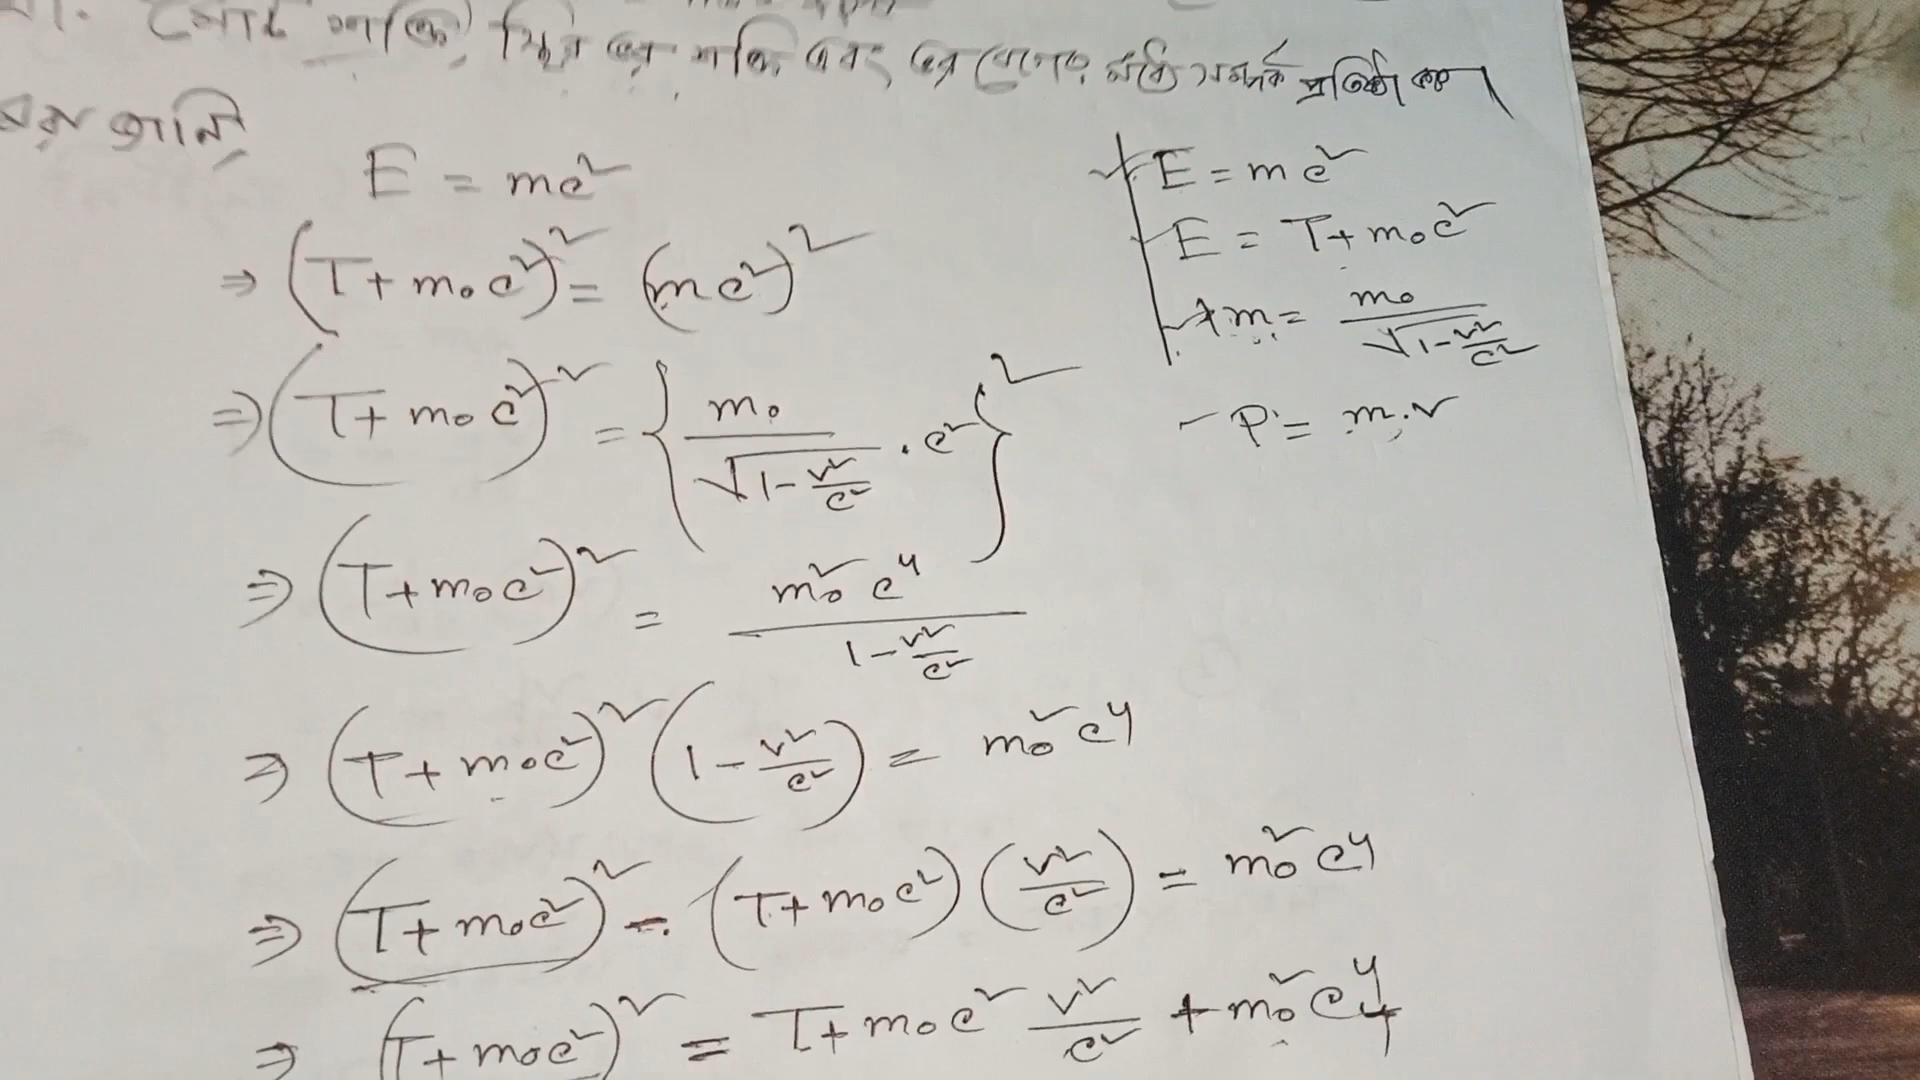 মোট শক্তি, স্থির ভর শক্তি এবং ভরবেগের মধ্যে সম্পর্ক প্রতিষ্ঠা কর।
আমরা জানি,
E = mc²
⇒ (T + m₀c²)² = (mc²)²
⇒ (T + m₀c²)² = {m₀/√(1 - v²/c²) . c²}²
⇒ (T + m₀c²)² = m₀²c⁴/(1 - v²/c²)
⇒ (T + m₀c²)² (1 - v²/c²) = m₀²c⁴
⇒ (T + m₀c²)² - (T + m₀c²) (v²/c²) = m₀²c⁴
⇒ (T + m₀c²)² = T + m₀c² v²/c² + m₀²c⁴
E = mc²
E = T + m₀c²
m = m₀/√(1 - v²/c²)
P = m.v